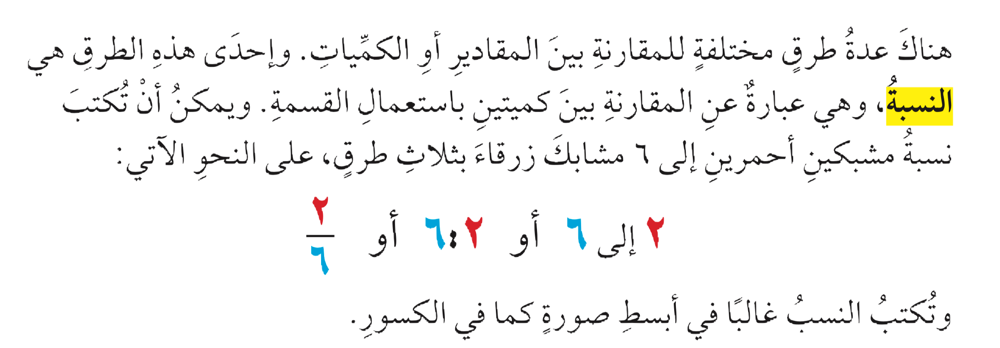 هناكَ عدةُ طرقٍ مختلفةٍ للمقارنةِ بينَ المقاديرِ أوِ الكمِّياتِ. وإحدَى هذهِ الطرقِ هي
النسبةُ، وهي عبارةٌ عنِ المقارنةِ بينَ كميتينِ باستعمالِ القسمةِ. ويمكنُ أنْ تُكتبَ
نسبةُ مشبكينِ أحمرينِ إلى ٦ مشابكَ زرقاءَ بثلاثِ طرقٍ، على النحوِ الآتي:
٢ إلى ٦ أو ٢:٦ أو ٢/٦
وتُكتبُ النسبُ غالبًا في أبسطِ صورةٍ كما في الكسورِ.